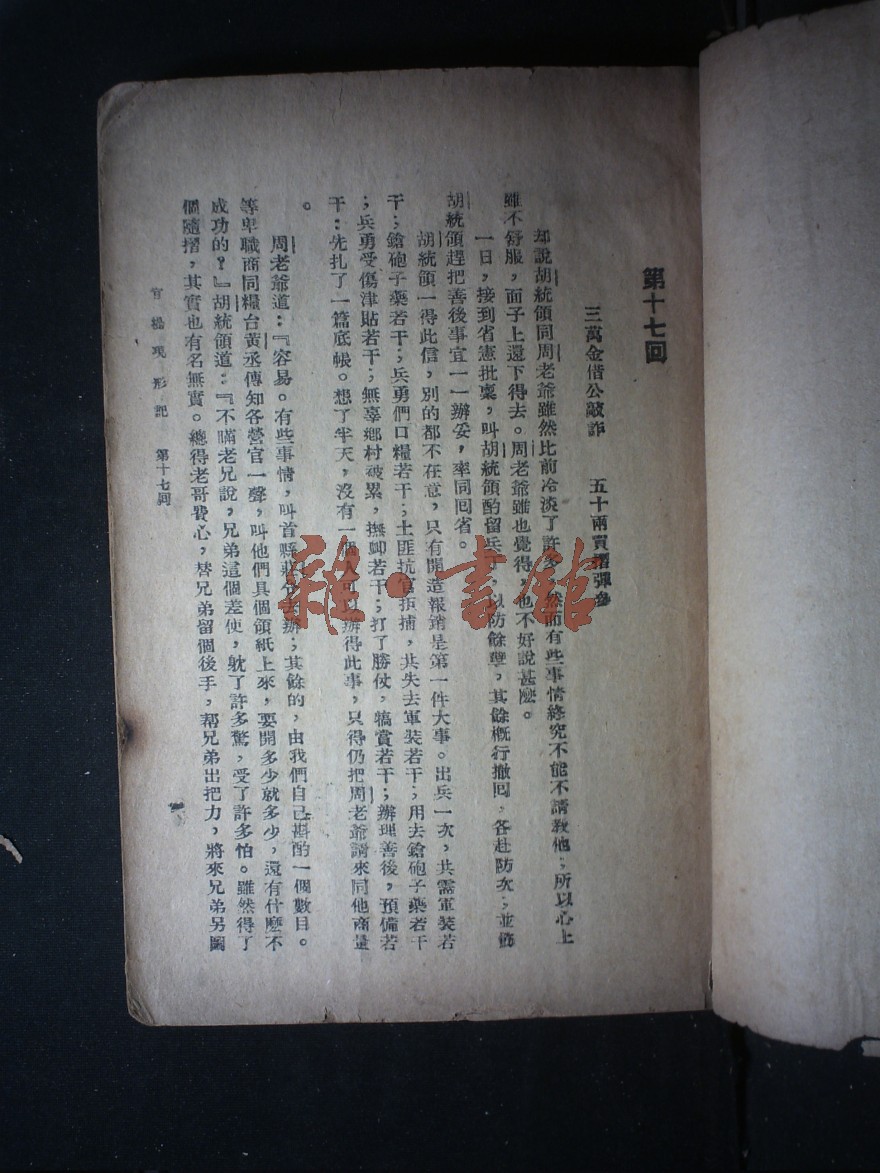 第十七回
三萬金借公敲詐　五十兩買摺彈參
却說胡統領同周老爺雖然比前冷淡了許多，然而有些事情終究不能不請敎他；所以心上
雖不舒服，面子上還下得去。周老爺雖也覺得，也不好說甚麼。
一日，接到省憲批稟，叫胡統領酌留兵丁，以防餘孽，其餘槪行撤回，各赴防次；並飭
胡統領趕把善後事宜一一辦妥，率同回省。
胡統領一得此信，別的都不在意，只有開造報銷是第一件大事。出兵一次，共需軍裝若
干；鎗砲子藥若干；兵勇們口糧若干；土匪抗官拒捕，共失去軍裝若干；用去鎗砲子藥若干
；兵勇受傷津貼若干；無辜鄉村被累，撫卹若干；打了勝仗，犒賞若干；辦理善後，預備若
干：先扎了一篇底帳。想了半天，沒有一個人可以辦得此事，只得仍把周老爺請來同他商量
。
周老爺道：『容易。有些事情，叫首縣莊令去辦；其餘的，由我們自己斟酌一個數目。
等卑職商同糧台黃丞傳知各營官一聲，叫他們具個領紙上來，要開多少就多少，還有什麼不
成功的？』胡統領道：『不瞞老兄說，兄弟這個差使，躭了許多驚，受了許多怕。雖然得了
個隨摺，其實也有名無實。總得老哥費心，替兄弟留個後手，帮兄弟出把力，將來兄弟另圖
官場現形記　第十七回
雜·書館